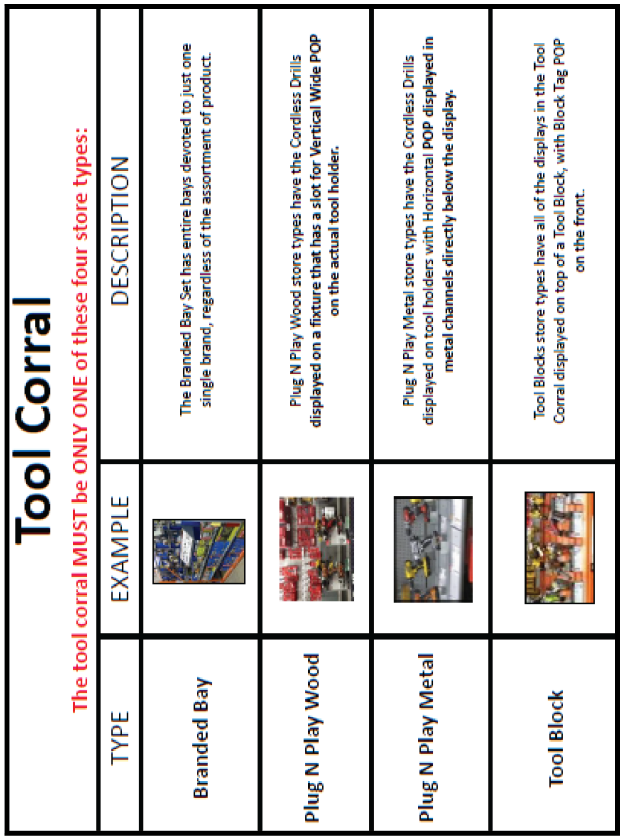 Tool Corral
The tool corral MUST be ONLY ONE of these four store types:
TYPE
EXAMPLE
DESCRIPTION
Branded Bay
The Branded Bay Set has entire bays devoted to just one
single brand, regardless of the assortment of product.
Plug N Play Wood
Plug N Play Wood store types have the Cordless Drills
displayed on a fixture that has a slot for Vertical Wide POP
on the actual tool holder.
Plug N Play Metal
Plug N Play Metal store types have the Cordless Drills
displayed on tool holders with Horizontal POP displayed in
metal channels directly below the display.
Tool Block
Tool Blocks store types have all of the displays in the Tool
Corral displayed on top of a Tool Block, with Block Tag POP
on the front.